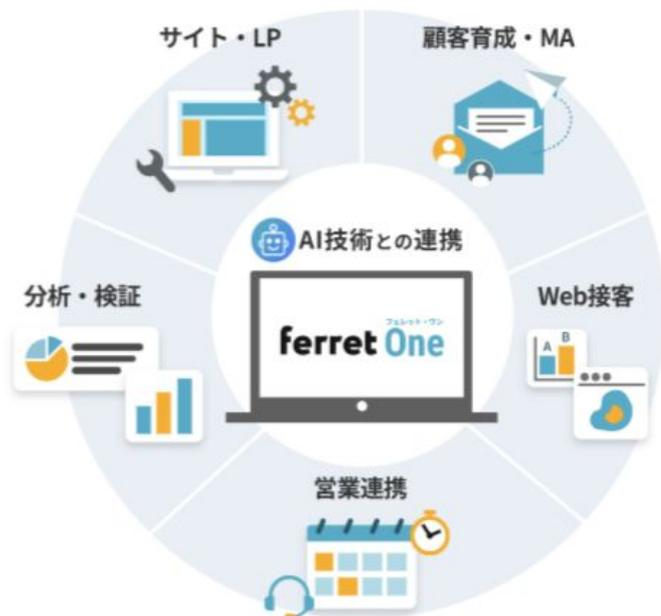 サイト・LP
顧客育成・MA
AI技術との連携
フェレット・ワン
ferret One
分析・検証
Web接客
A B
営業連携